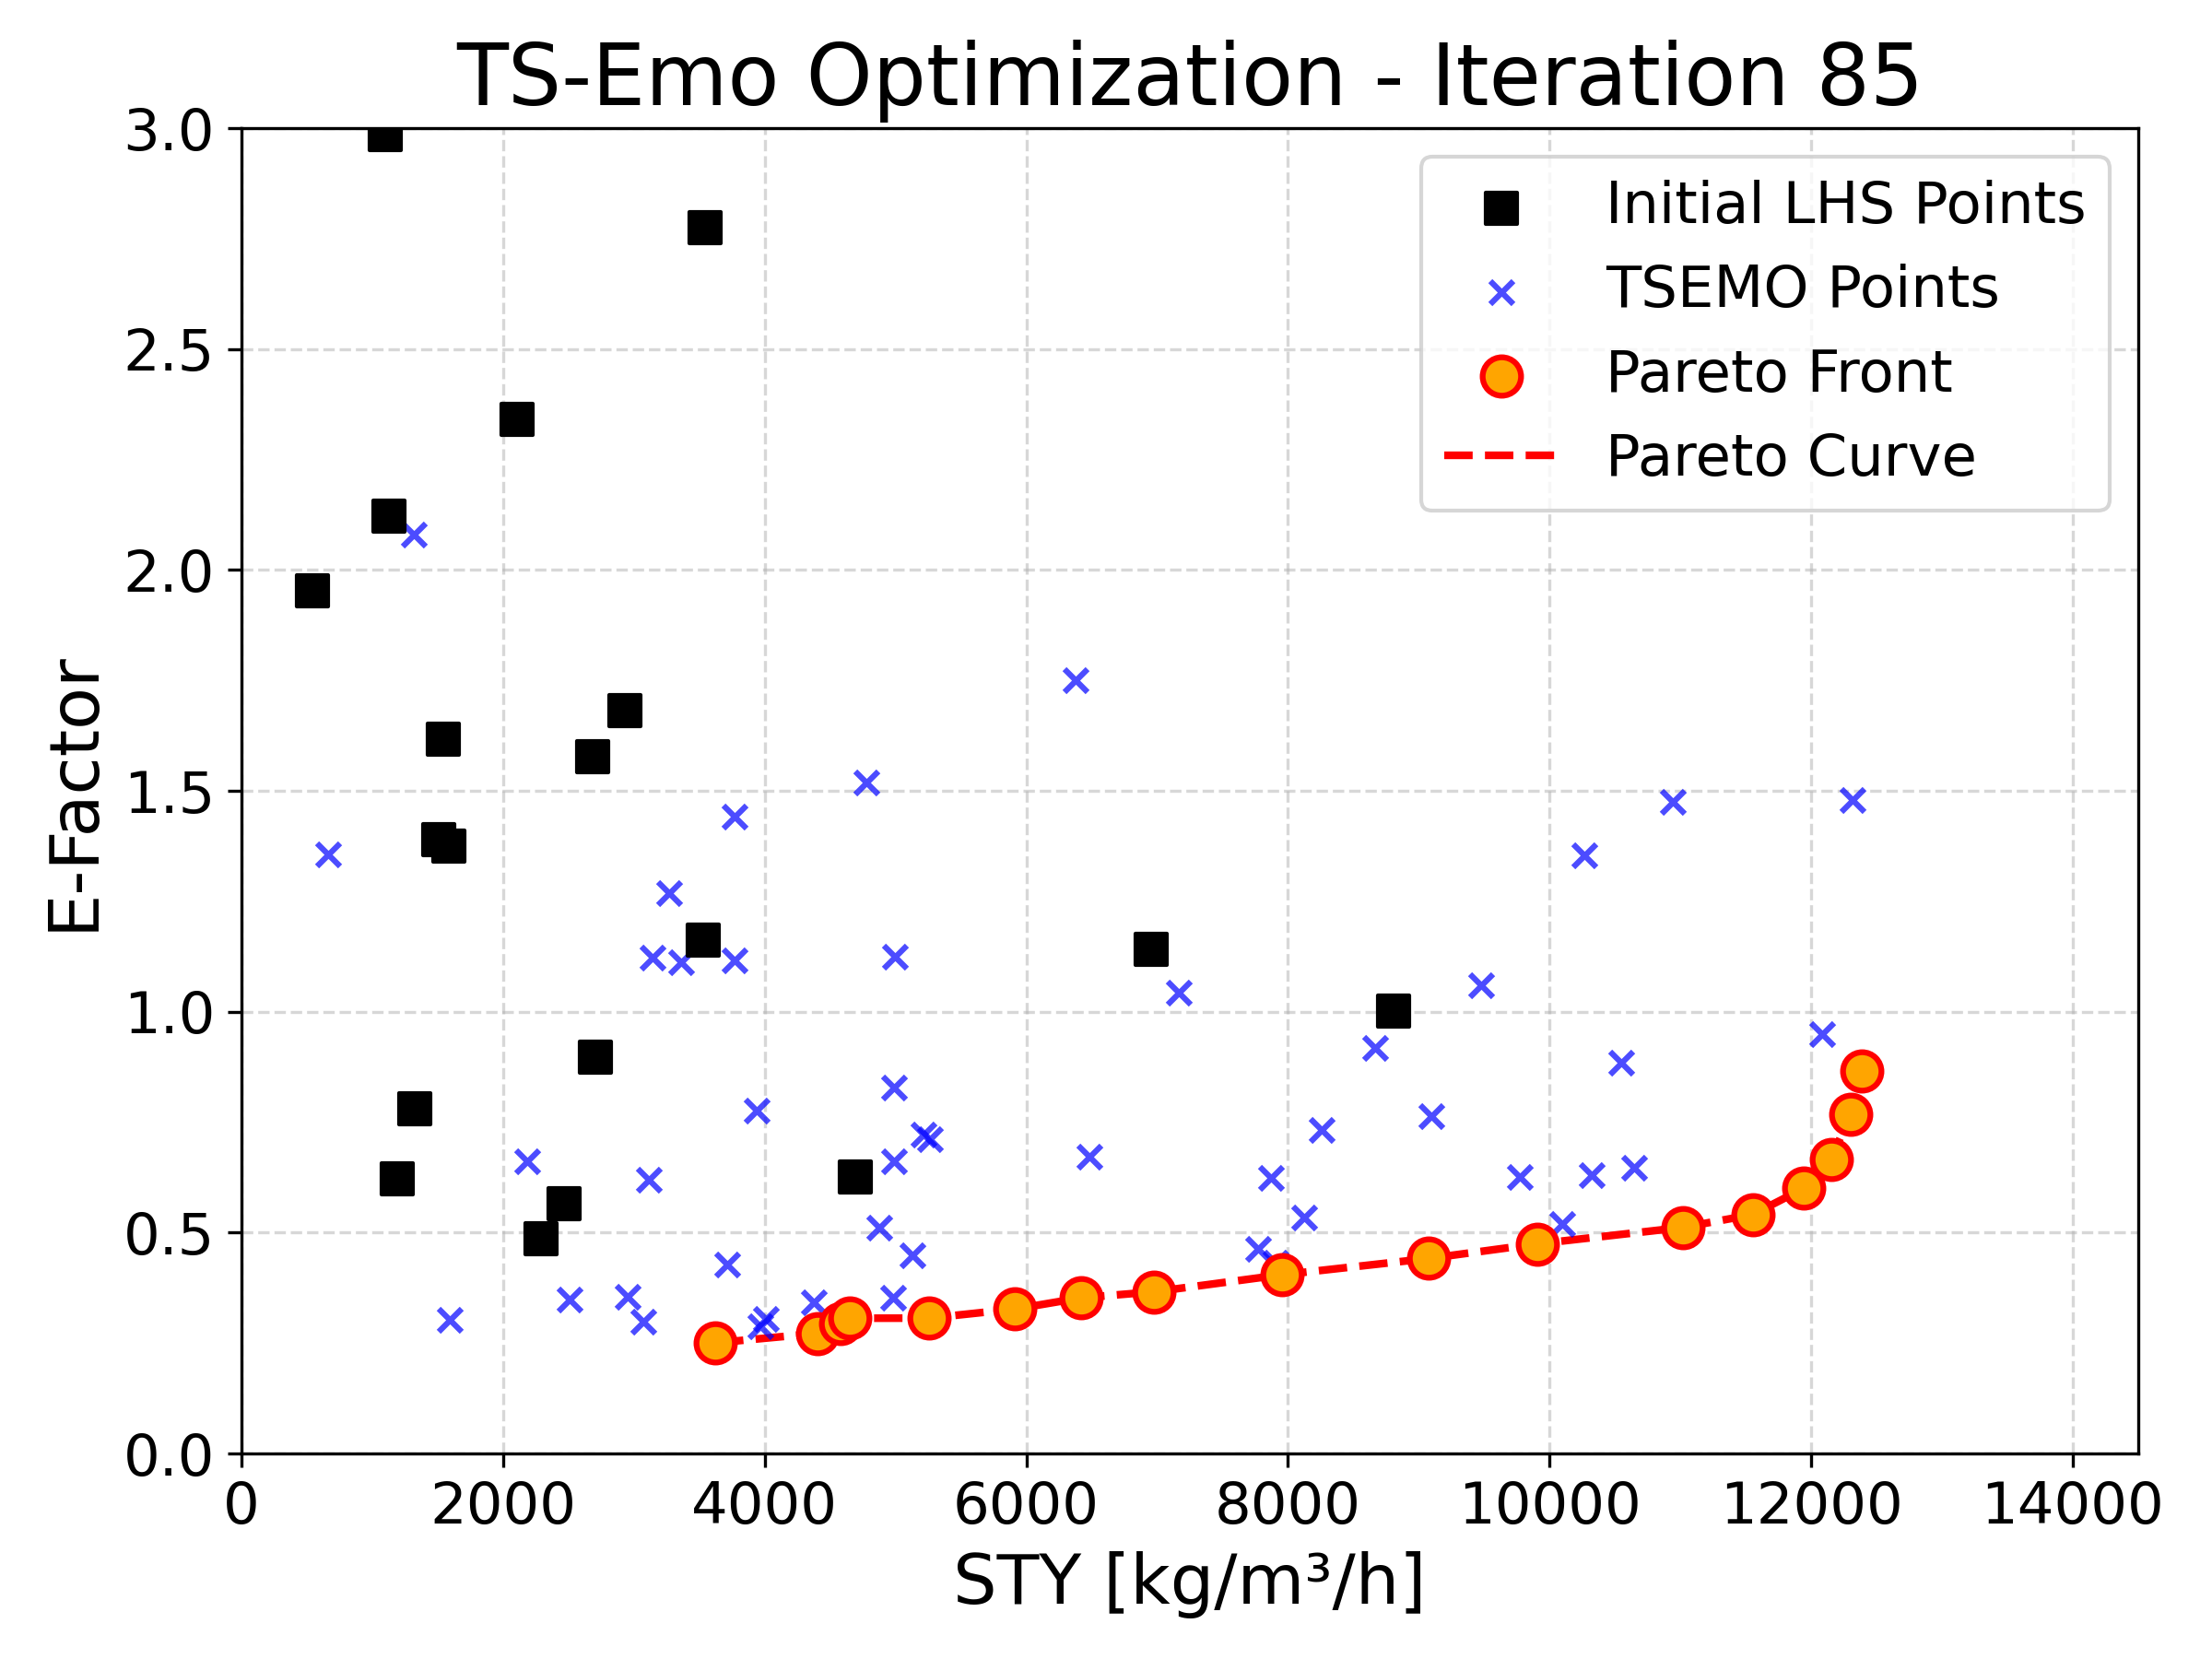 TS-Emo Optimization - Iteration 85
Initial LHS Points
TSEMO Points
Pareto Front
Pareto Curve
E-Factor
3.0
2.5
2.0
1.5
1.0
0.5
0.0
0 2000 4000 6000 8000 10000 12000 14000
STY [kg/m³/h]